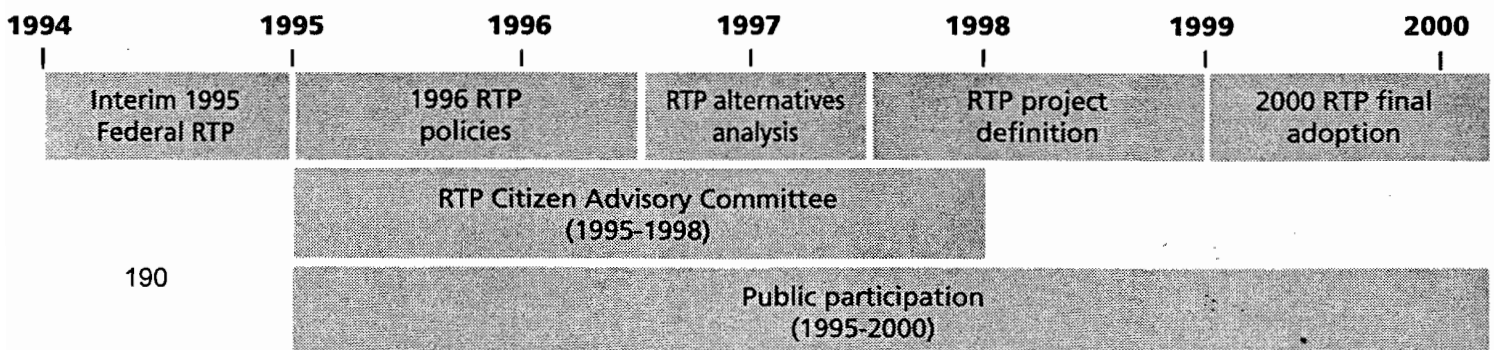 1994 1995 1996 1997 1998 1999 2000
Interim 1995
Federal RTP
1996 RTP
policies
RTP alternatives
analysis
RTP project
definition
2000 RTP final
adoption
RTP Citizen Advisory Committee
(1995-1998)
190
Public participation
(1995-2000)